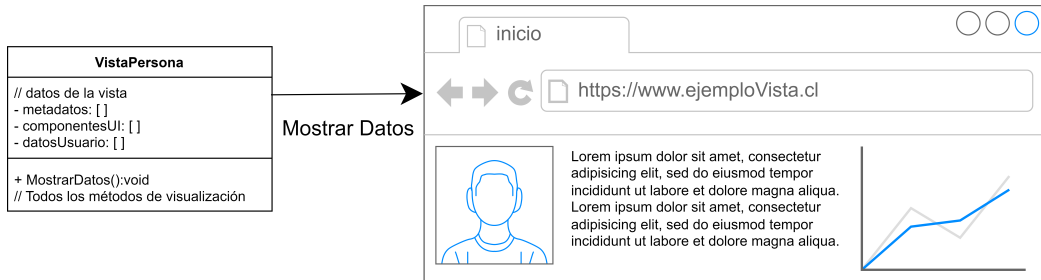 VistaPersona
// datos de la vista
- metadatos: [ ]
- componentesUI: [ ]
- datosUsuario: [ ]
+ MostrarDatos():void
// Todos los métodos de visualización
Mostrar Datos
inicio
https://www.ejemploVista.cl
Lorem ipsum dolor sit amet, consectetur
adipisicing elit, sed do eiusmod tempor
incididunt ut labore et dolore magna aliqua.
Lorem ipsum dolor sit amet, consectetur
adipisicing elit, sed do eiusmod tempor
incididunt ut labore et dolore magna aliqua.